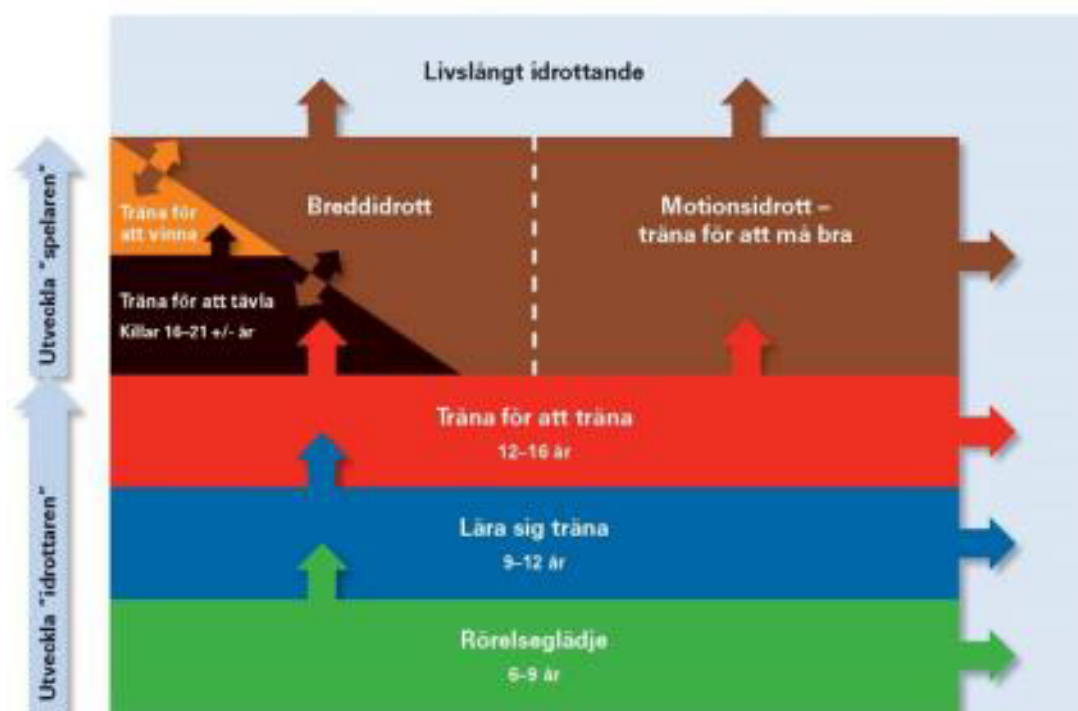 Livslångt idrottande
Utveckla "spelaren"
Träna för
att vinna
Breddidrott
Motionsidrott –
träna för att må bra
Träna för att tävla
Killar 16–21 +/- år
Utveckla "idrottaren"
Träna för att träna
12–16 år
Lära sig träna
9–12 år
Rörelseglädje
6–9 år